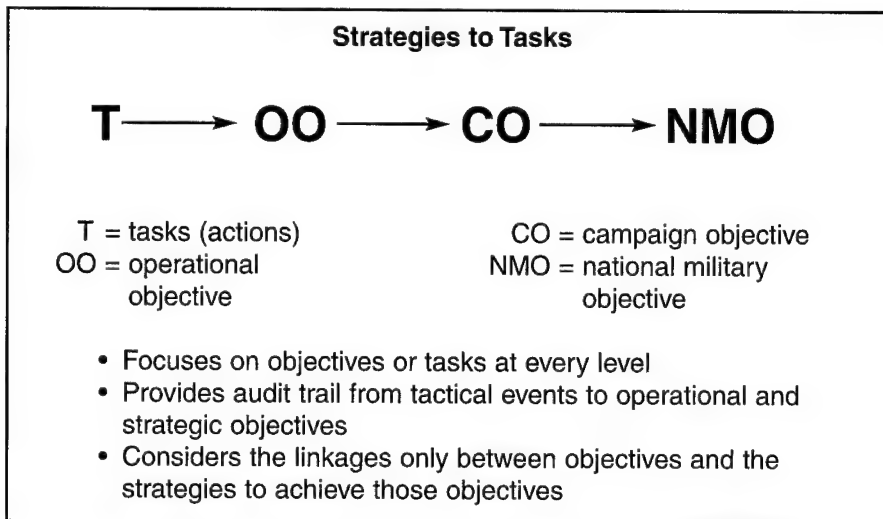 Strategies to Tasks
T OO CO NMO
T = tasks (actions)
OO = operational
objective
CO = campaign objective
NMO = national military
objective
• Focuses on objectives or tasks at every level
• Provides audit trail from tactical events to operational and
strategic objectives
• Considers the linkages only between objectives and the
strategies to achieve those objectives